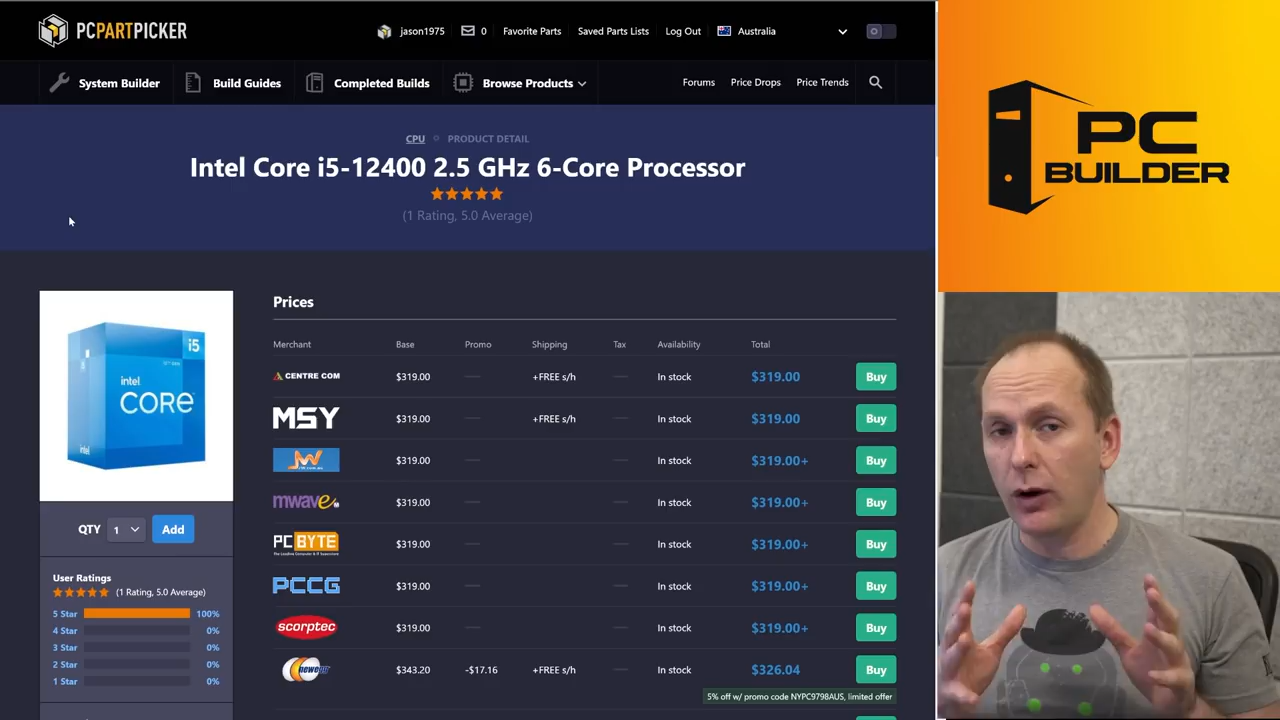 PCPARTPICKER
jason1975
0
Favorite Parts
Saved Parts Lists
Log Out
Australia
System Builder
Build Guides
Completed Builds
Browse Products
Forums
Price Drops
Price Trends
CPU
PRODUCT DETAIL
Intel Core i5-12400 2.5 GHz 6-Core Processor
(1 Rating, 5.0 Average)
i5
intel
CORE
intel
QTY
1
Add
User Ratings
(1 Rating, 5.0 Average)
5 Star 100%
4 Star 0%
3 Star 0%
2 Star 0%
1 Star 0%
Prices
Merchant Base Promo Shipping Tax Availability Total
CENTRE COM $319.00 — +FREE s/h — In stock $319.00 Buy
MSY $319.00 — +FREE s/h — In stock $319.00 Buy
$319.00 — — In stock $319.00+ Buy
mwave $319.00 — — In stock $319.00+ Buy
PC BYTE $319.00 — — In stock $319.00+ Buy
PCCG $319.00 — — In stock $319.00+ Buy
scorptec $319.00 — — In stock $319.00+ Buy
newegg $343.20 -$17.16 +FREE s/h — In stock $326.04 Buy
5% off w/ promo code NYPC9798AUS, limited offer
PC
BUILDER